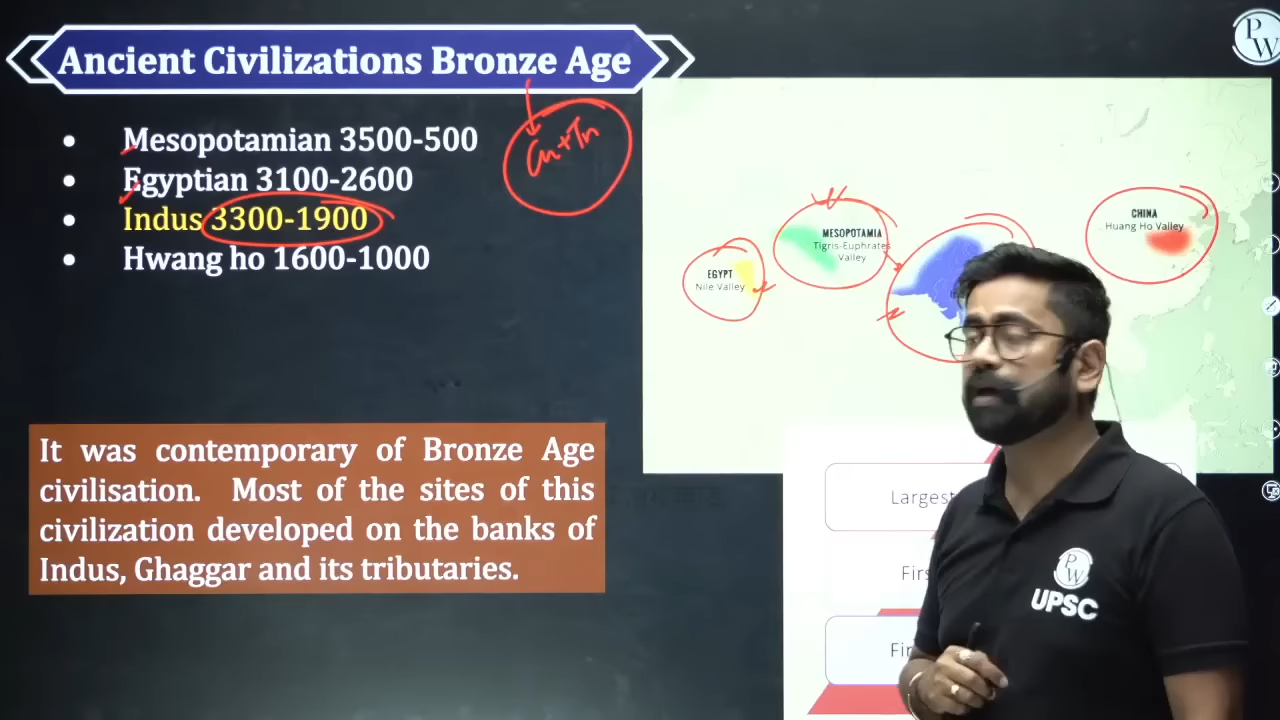 Ancient Civilizations Bronze Age
• Mesopotamian 3500-500
• Egyptian 3100-2600
• Indus 3300-1900
• Hwang ho 1600-1000
Cu+Tn
It was contemporary of Bronze Age
civilisation. Most of the sites of this
civilization developed on the banks of
Indus, Ghaggar and its tributaries.
PW
EGYPT
Nile Valley
MESOPOTAMIA
Tigris-Euphrates
Valley
CHINA
Huang Ho Valley
Largest
PW
UPSC